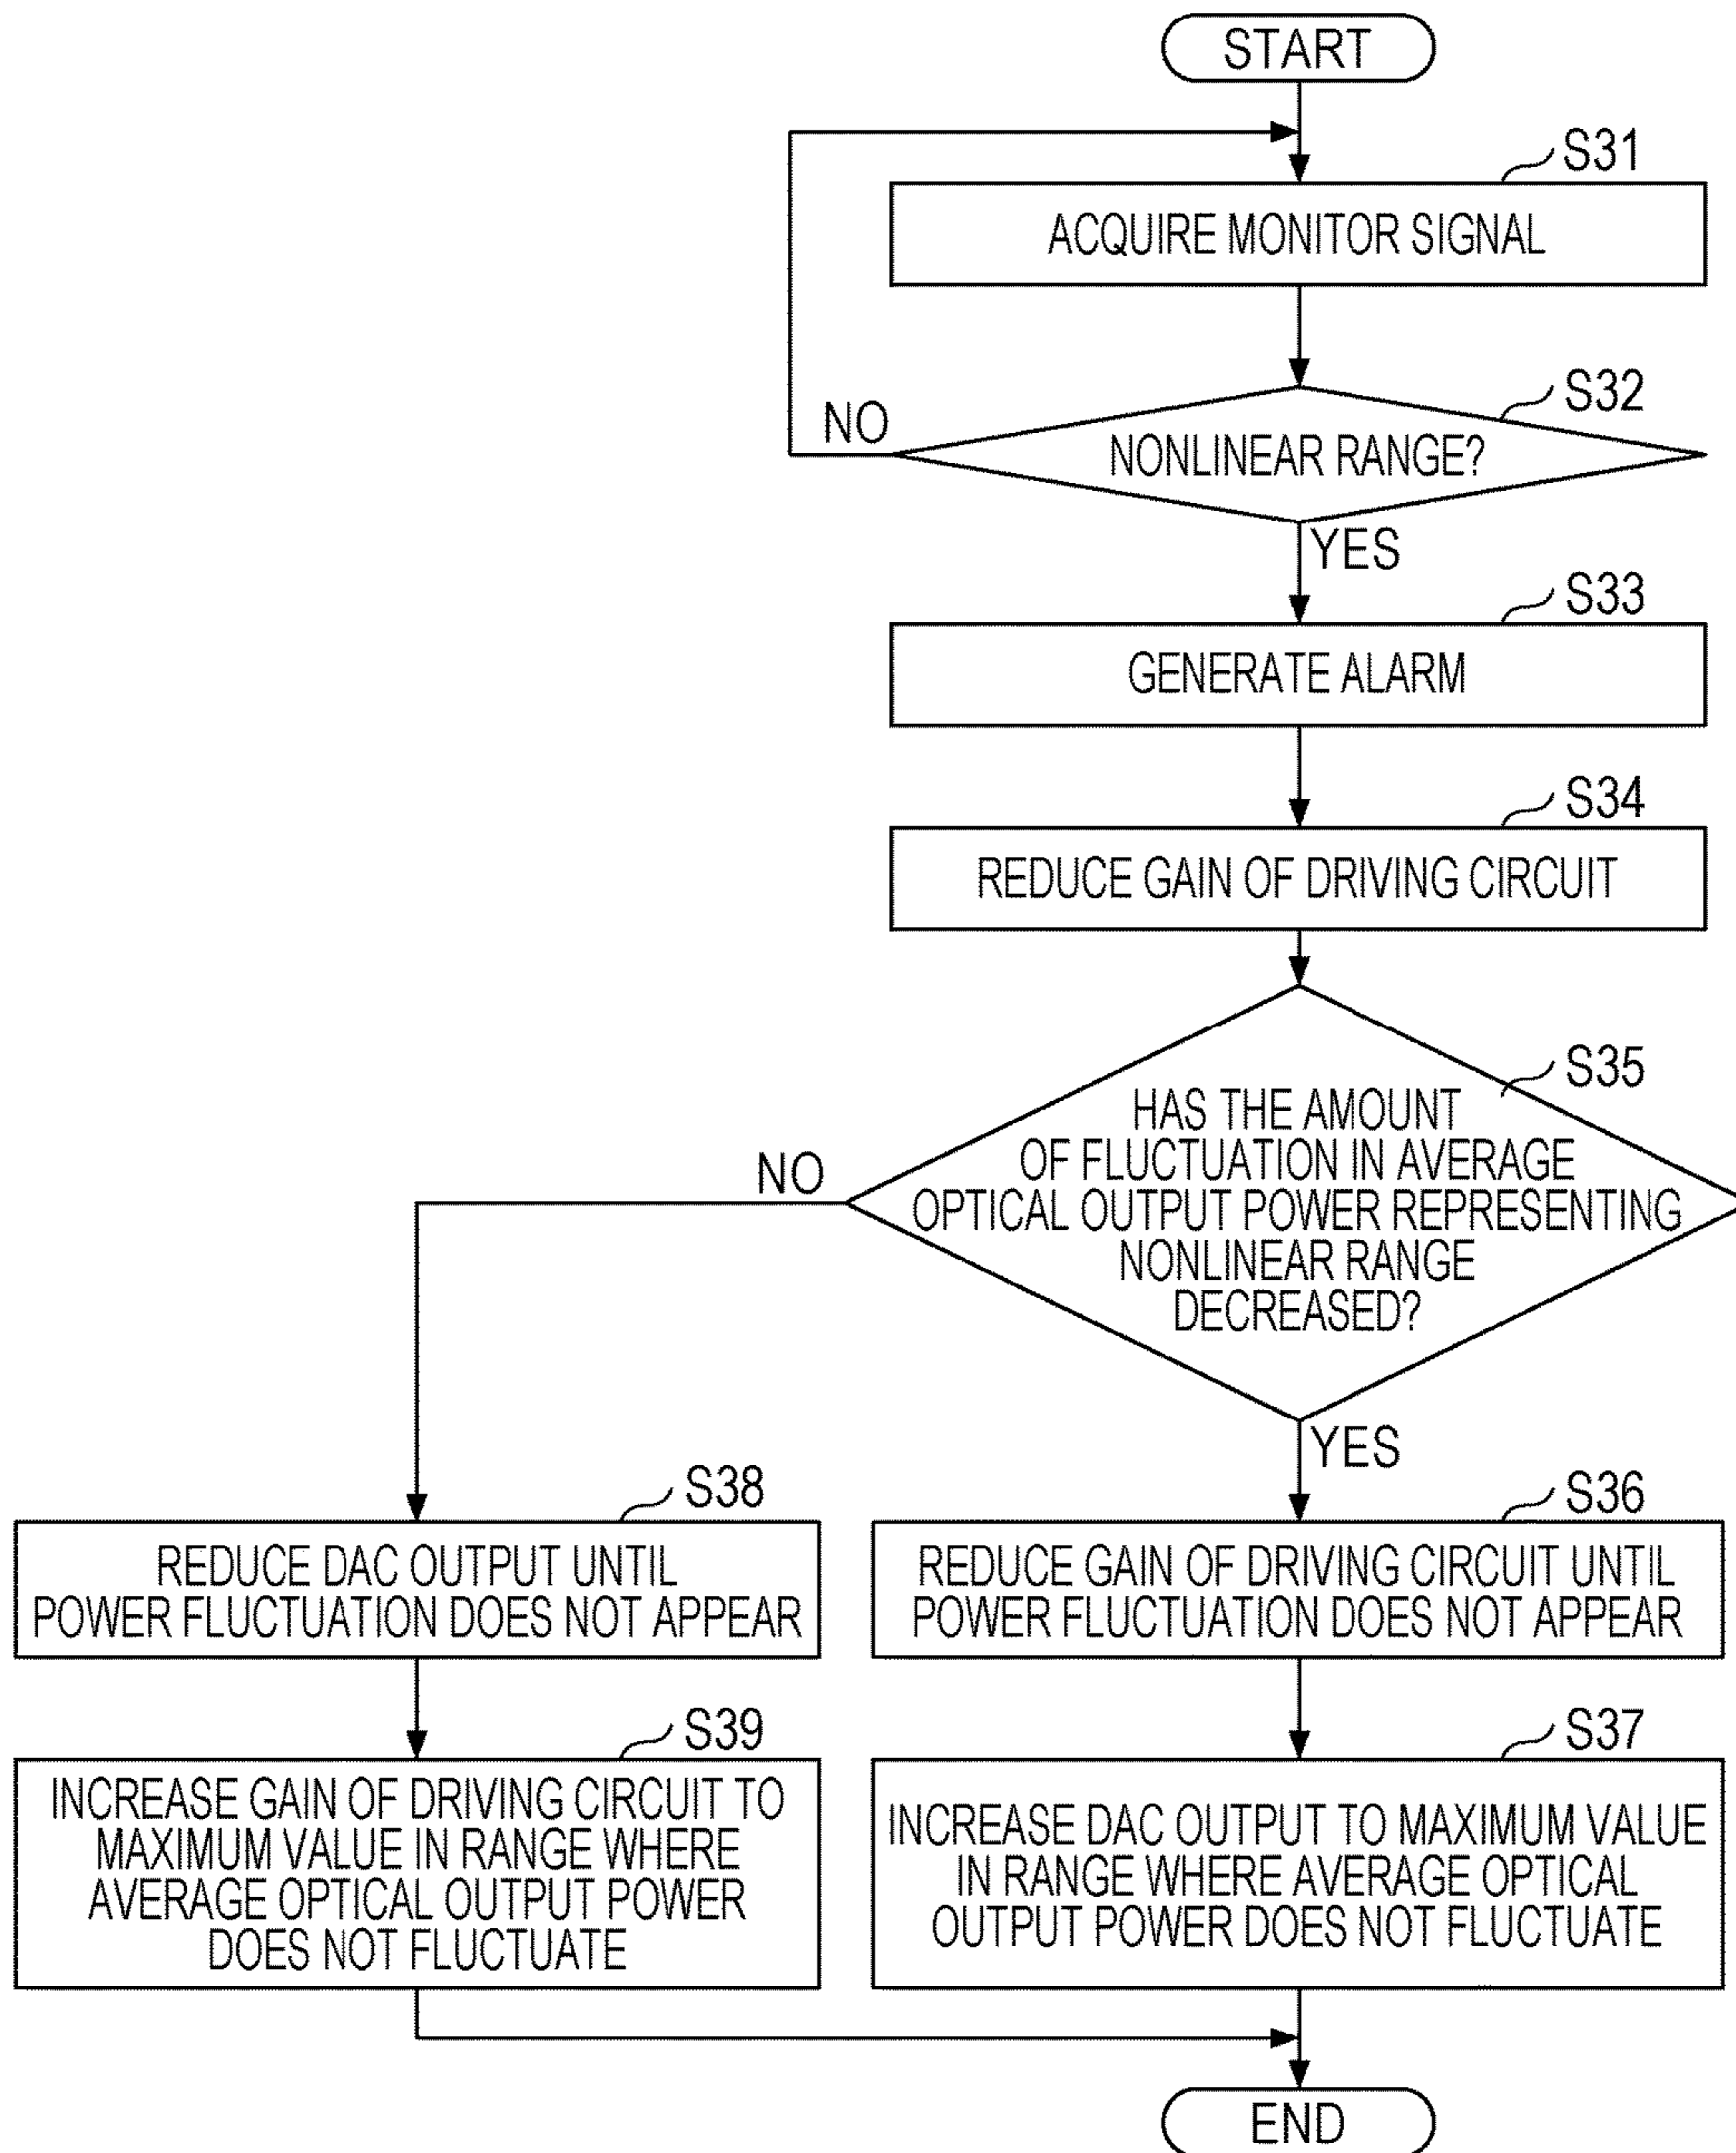 START
S31
ACQUIRE MONITOR SIGNAL
S32
NO
NONLINEAR RANGE?
YES
S33
GENERATE ALARM
S34
REDUCE GAIN OF DRIVING CIRCUIT
S35
HAS THE AMOUNT
OF FLUCTUATION IN AVERAGE
OPTICAL OUTPUT POWER REPRESENTING
NONLINEAR RANGE
DECREASED?
NO
YES
S38
REDUCE DAC OUTPUT UNTIL
POWER FLUCTUATION DOES NOT APPEAR
S36
REDUCE GAIN OF DRIVING CIRCUIT UNTIL
POWER FLUCTUATION DOES NOT APPEAR
S39
INCREASE GAIN OF DRIVING CIRCUIT TO
MAXIMUM VALUE IN RANGE WHERE
AVERAGE OPTICAL OUTPUT POWER
DOES NOT FLUCTUATE
S37
INCREASE DAC OUTPUT TO MAXIMUM VALUE
IN RANGE WHERE AVERAGE OPTICAL
OUTPUT POWER DOES NOT FLUCTUATE
END